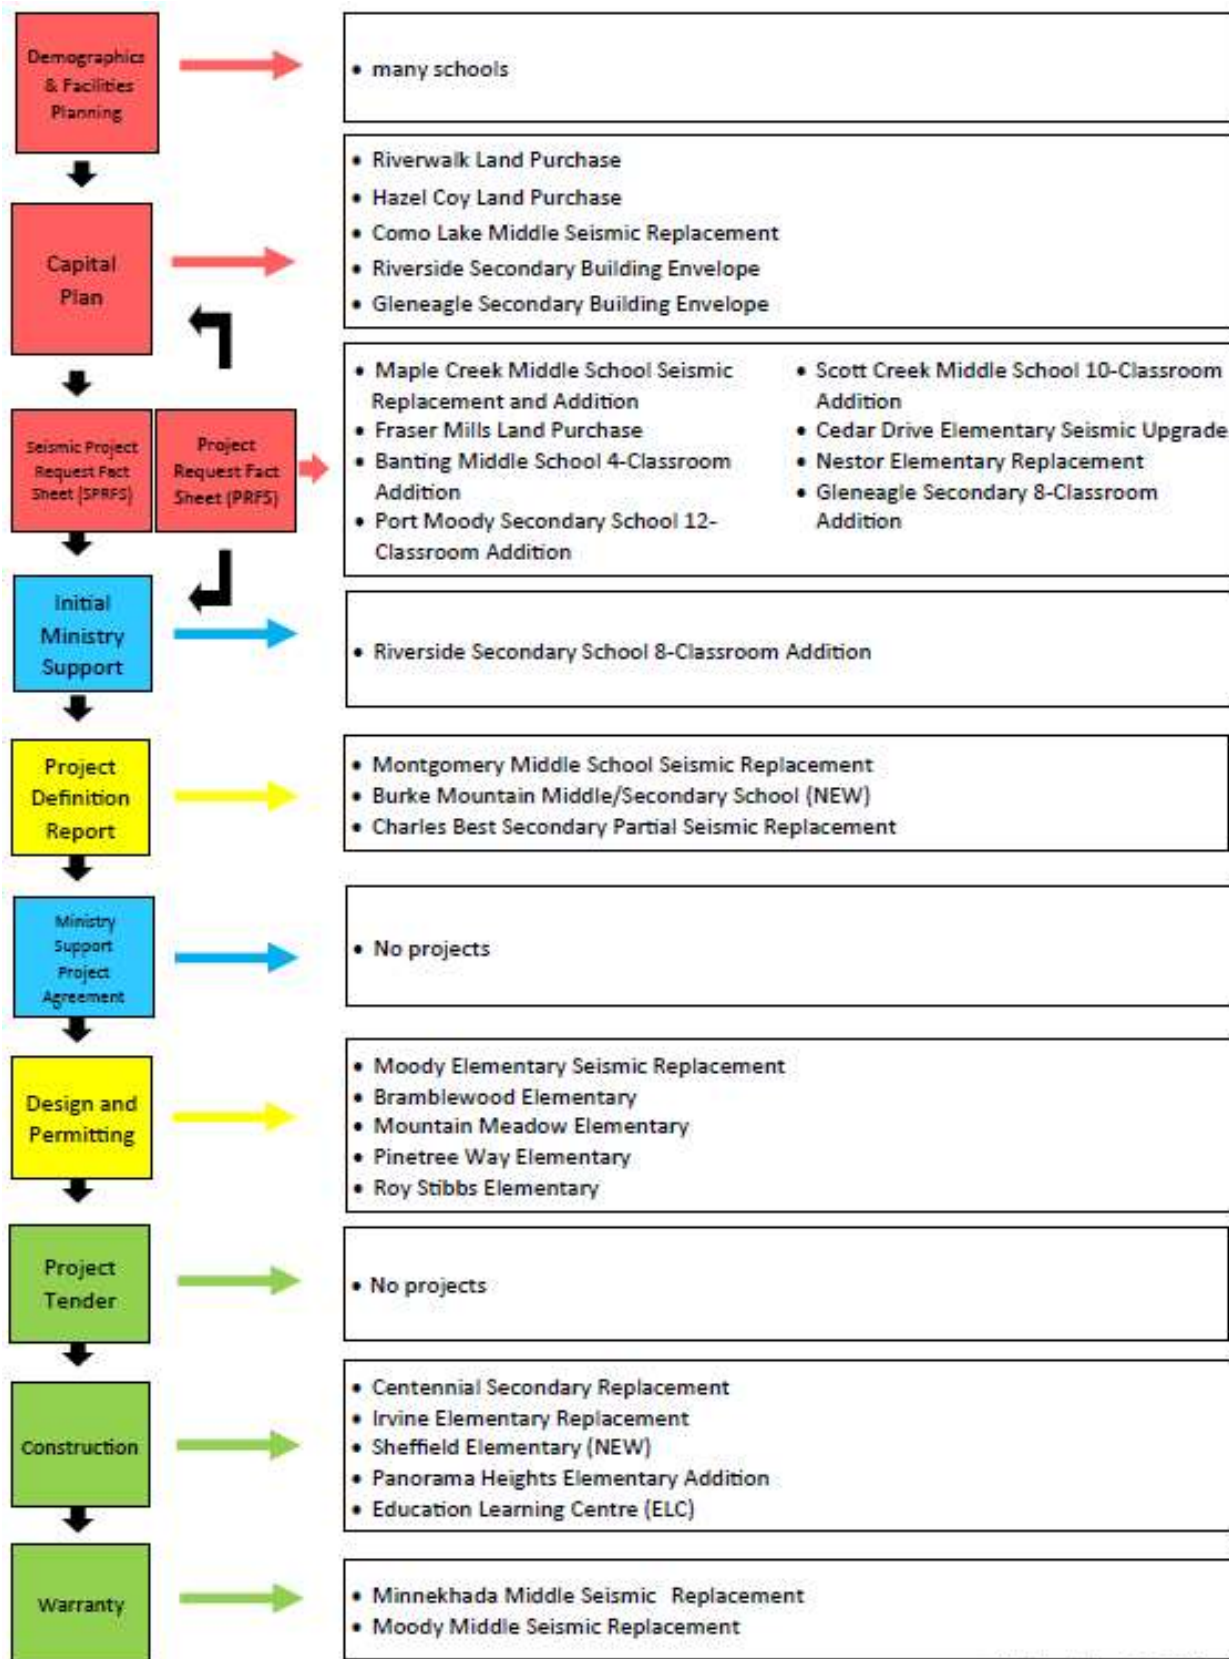 Demographics
& Facilities
Planning
• many schools
Capital
Plan
• Riverwalk Land Purchase
• Hazel Coy Land Purchase
• Como Lake Middle Seismic Replacement
• Riverside Secondary Building Envelope
• Gleneagle Secondary Building Envelope
Seismic Project
Request Fact
Sheet (SPRFS)
Project
Request Fact
Sheet (PRFS)
• Maple Creek Middle School Seismic
Replacement and Addition
• Fraser Mills Land Purchase
• Banting Middle School 4-Classroom
Addition
• Port Moody Secondary School 12-
Classroom Addition
• Scott Creek Middle School 10-Classroom
Addition
• Cedar Drive Elementary Seismic Upgrade
• Nestor Elementary Replacement
• Gleneagle Secondary 8-Classroom
Addition
Initial
Ministry
Support
• Riverside Secondary School 8-Classroom Addition
Project
Definition
Report
• Montgomery Middle School Seismic Replacement
• Burke Mountain Middle/Secondary School (NEW)
• Charles Best Secondary Partial Seismic Replacement
Ministry
Support
Project
Agreement
• No projects
Design and
Permitting
• Moody Elementary Seismic Replacement
• Bramblewood Elementary
• Mountain Meadow Elementary
• Pinetree Way Elementary
• Roy Stibbs Elementary
Project
Tender
• No projects
Construction
• Centennial Secondary Replacement
• Irvine Elementary Replacement
• Sheffield Elementary (NEW)
• Panorama Heights Elementary Addition
• Education Learning Centre (ELC)
Warranty
• Minnekhada Middle Seismic Replacement
• Moody Middle Seismic Replacement